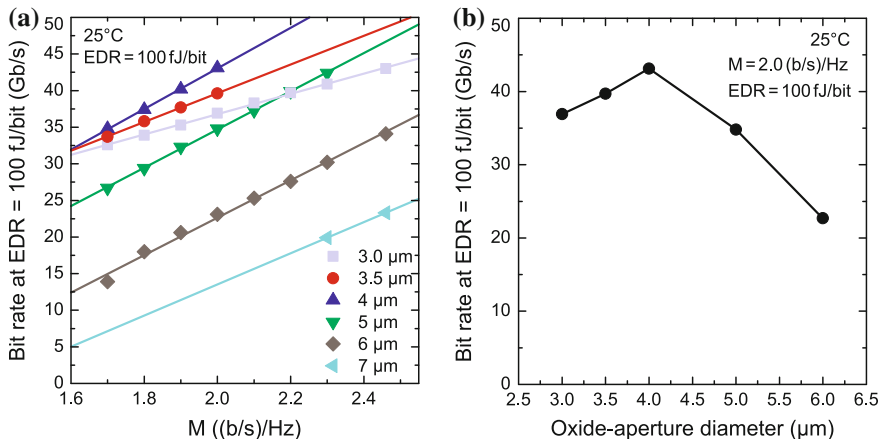 (a)
25°C
EDR = 100 fJ/bit
Bit rate at EDR = 100 fJ/bit (Gb/s)
50
45
40
35
30
25
20
15
10
5
0
3.0 µm
3.5 µm
4 µm
5 µm
6 µm
7 µm
1.6 1.8 2.0 2.2 2.4
M ((b/s)/Hz)
(b)
25°C
M = 2.0 (b/s)/Hz
EDR = 100 fJ/bit
Bit rate at EDR = 100 fJ/bit (Gb/s)
50
40
30
20
10
0
2.5 3.0 3.5 4.0 4.5 5.0 5.5 6.0 6.5
Oxide-aperture diameter (µm)